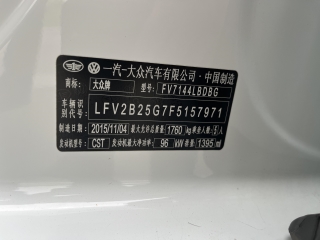 一汽-大众汽车有限公司·中国制造
商标: 大众牌 型号: FV7144LBDBG
车辆识别代号: LFV2B25G7F5157971
制造日期: 2015/11/04 最大允许总质量 1760 kg 乘坐人数 5 人
发动机型号 CST 发动机最大净功率: 96 kW 排量 1395 ml